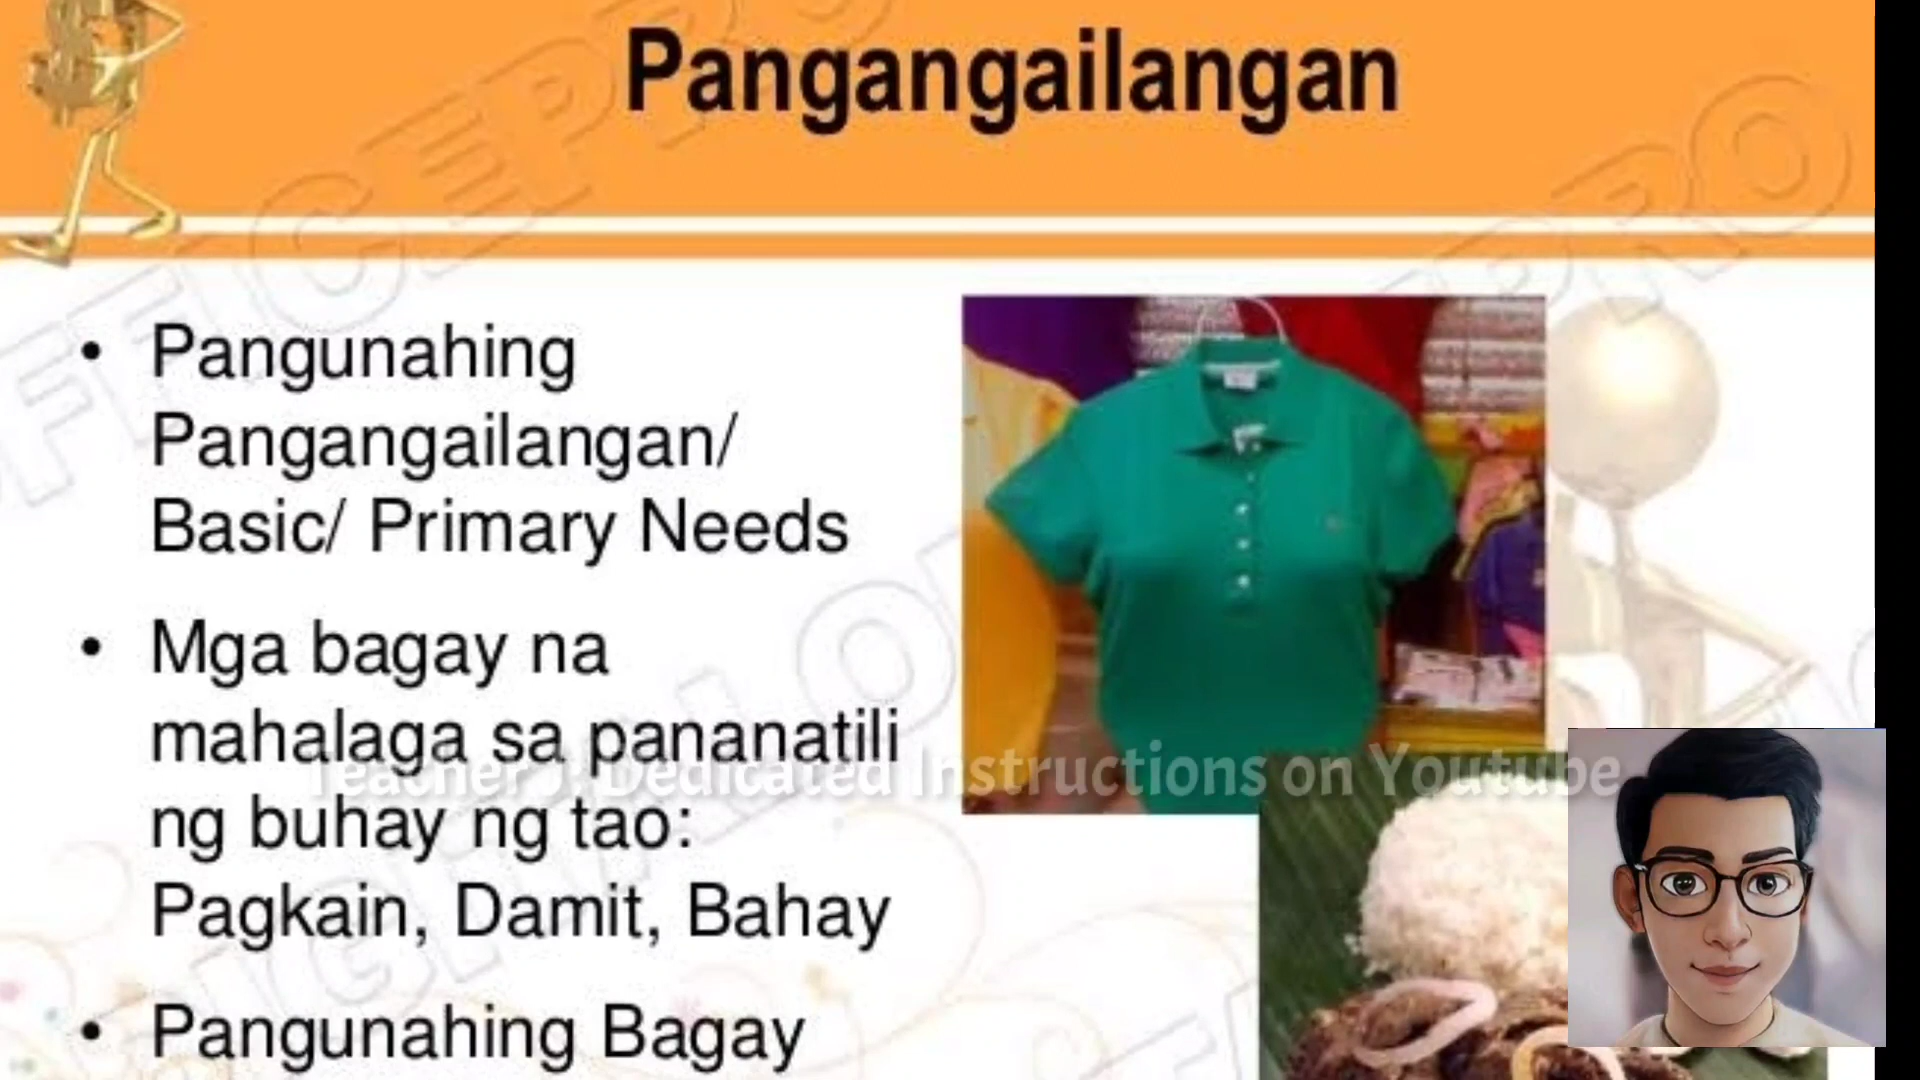 Pangangailangan
• Pangunahing
Pangangailangan/
Basic/ Primary Needs
• Mga bagay na
mahalaga sa pananatili
ng buhay ng tao:
Pagkain, Damit, Bahay
• Pangunahing Bagay
Teacher J: Dedicated Instructions on Youtube